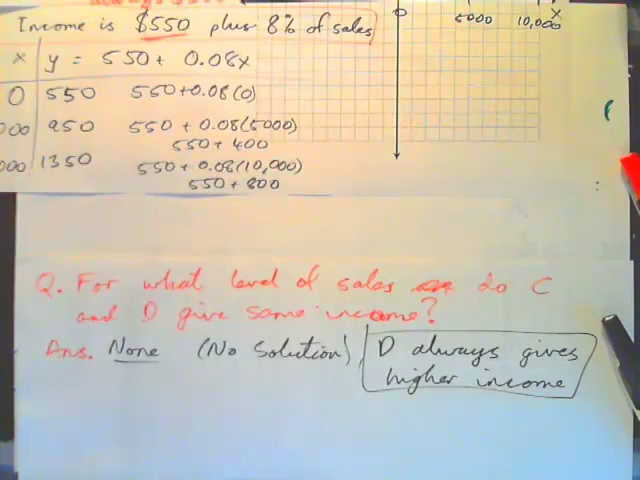 Income is $550 plus 8% of sales
5000 10,000 x
x y = 550 + 0.08x
0 550 550+0.08(0)
000 950 550 + 0.08(5000)
550 + 400
000 1350 550 + 0.08(10,000)
550 + 800
Q. For what level of sales do C
and D give same income?
Ans. None (No Solution), D always gives
higher income